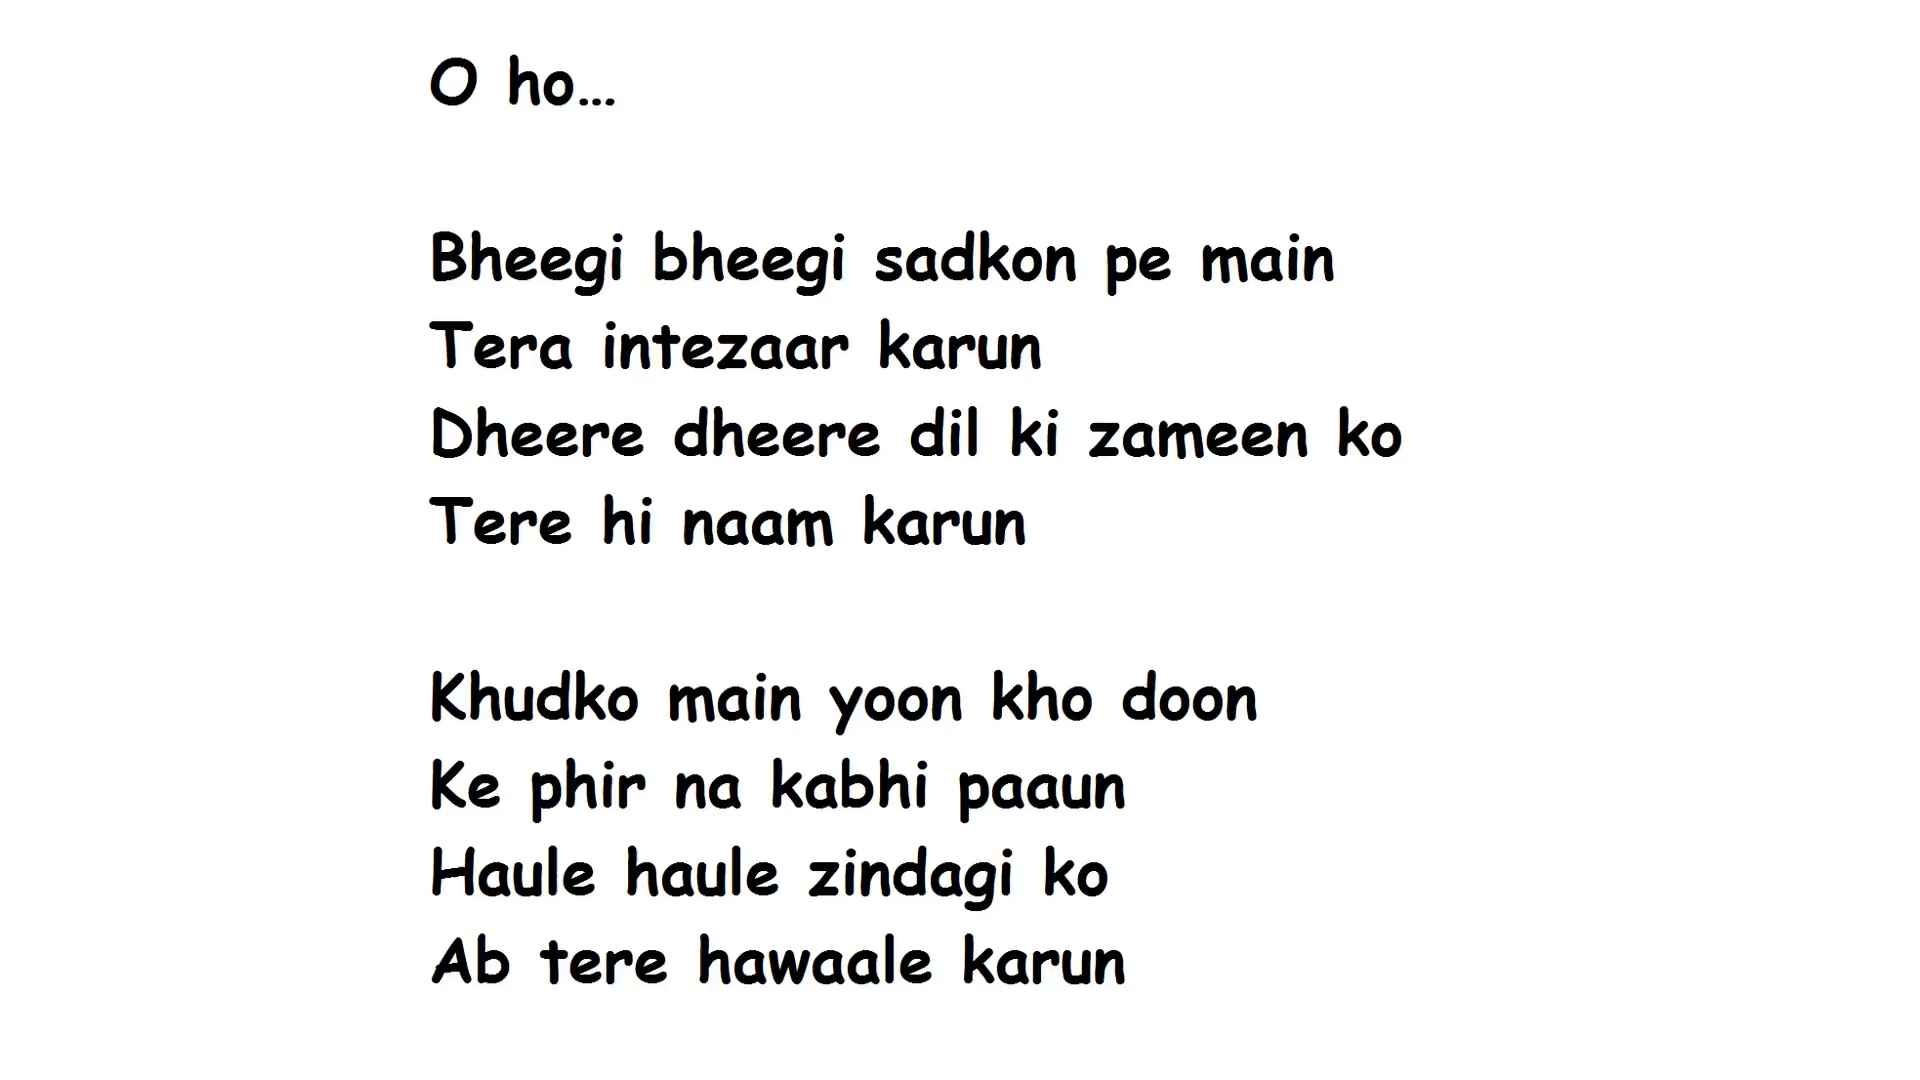 O ho...
Bheegi bheegi sadkon pe main
Tera intezaar karun
Dheere dheere dil ki zameen ko
Tere hi naam karun
Khudko main yoon kho doon
Ke phir na kabhi paaun
Haule haule zindagi ko
Ab tere hawaale karun